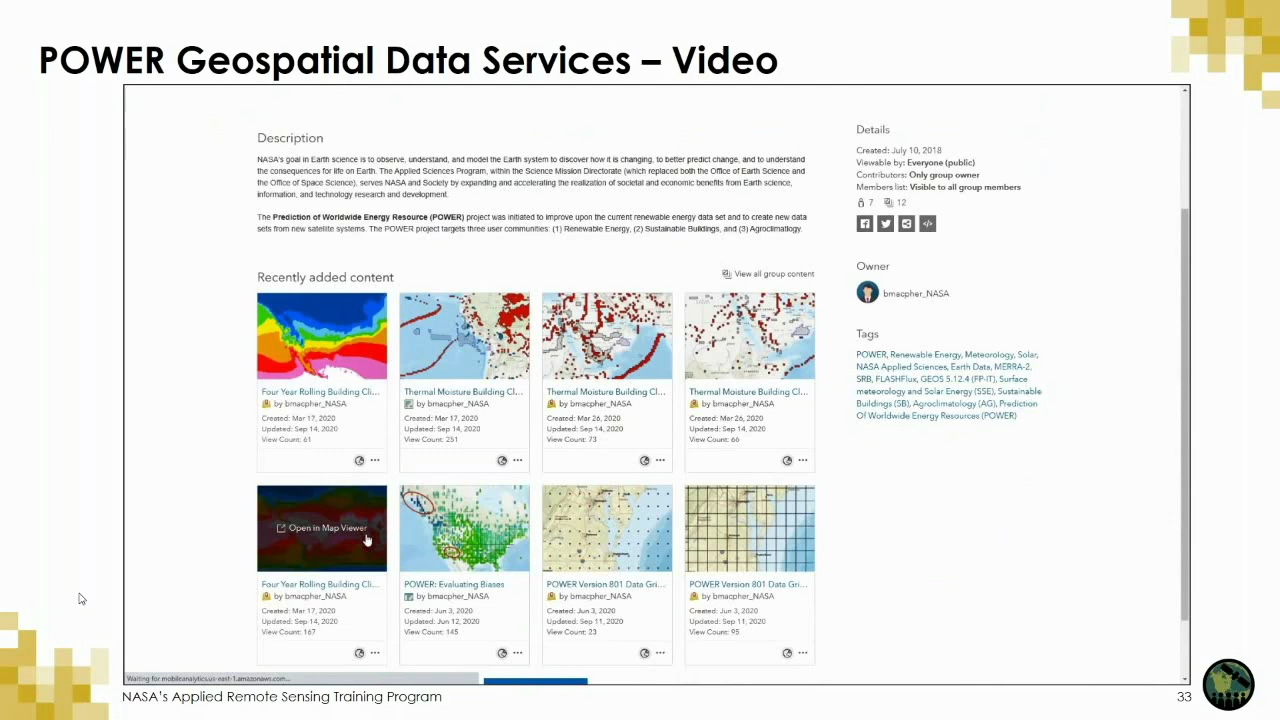 POWER Geospatial Data Services – Video
Description
NASA's goal in Earth science is to observe, understand, and model the Earth system to discover how it is changing, to better predict change, and to understand
the consequences for life on Earth. The Applied Sciences Program, within the Science Mission Directorate (which replaced both the Office of Earth Science and
the Office of Space Science), serves NASA and Society by expanding and accelerating the realization of societal and economic benefits from Earth science,
information, and technology research and development.
The Prediction of Worldwide Energy Resource (POWER) project was initiated to improve upon the current renewable energy data set and to create new data
sets from new satellite systems. The POWER project targets three user communities: (1) Renewable Energy, (2) Sustainable Buildings, and (3) Agroclimatlogy.
Recently added content
View all group content
Four Year Rolling Building Cli...
by bmacpher_NASA
Created: Mar 17, 2020
Updated: Sep 14, 2020
View Count: 61
Thermal Moisture Building Cl...
by bmacpher_NASA
Created: Mar 17, 2020
Updated: Sep 14, 2020
View Count: 251
Thermal Moisture Building Cl...
by bmacpher_NASA
Created: Mar 26, 2020
Updated: Sep 14, 2020
View Count: 73
Thermal Moisture Building Cl...
by bmacpher_NASA
Created: Mar 26, 2020
Updated: Sep 14, 2020
View Count: 66
Open in Map Viewer
Four Year Rolling Building Cli...
by bmacpher_NASA
Created: Mar 17, 2020
Updated: Sep 14, 2020
View Count: 167
POWER: Evaluating Biases
by bmacpher_NASA
Created: Jun 3, 2020
Updated: Jun 12, 2020
View Count: 145
POWER Version 801 Data Gri...
by bmacpher_NASA
Created: Jun 3, 2020
Updated: Sep 11, 2020
View Count: 23
POWER Version 801 Data Gri...
by bmacpher_NASA
Created: Jun 3, 2020
Updated: Sep 11, 2020
View Count: 95
Details
Created: July 10, 2018
Viewable by: Everyone (public)
Contributors: Only group owner
Members list: Visible to all group members
7 12
Owner
bmacpher_NASA
Tags
POWER, Renewable Energy, Meteorology, Solar,
NASA Applied Sciences, Earth Data, MERRA-2,
SRB, FLASHFlux, GEOS 5.12.4 (FP-IT), Surface
meteorology and Solar Energy (SSE), Sustainable
Buildings (SB), Agroclimatology (AG), Prediction
Of Worldwide Energy Resources (POWER)
Waiting for mobileanalytics.us-east-1.amazonaws.com...
NASA's Applied Remote Sensing Training Program
33